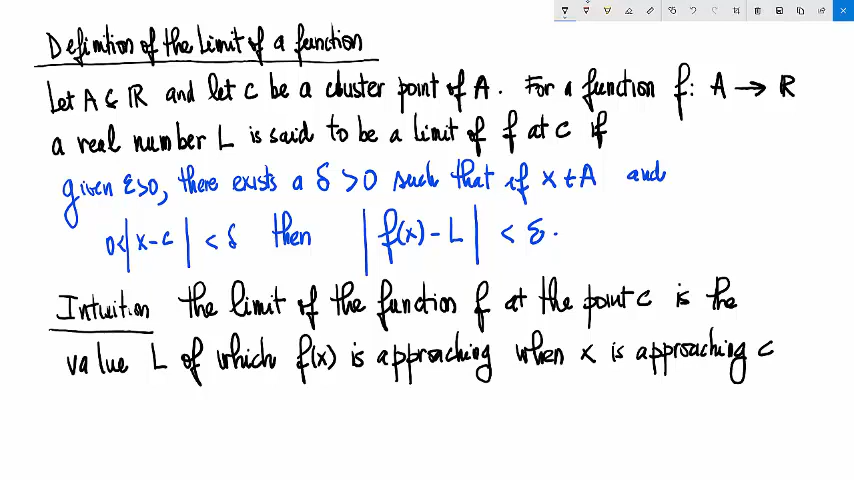 Definition of the Limit of a function
Let A ⊆ ℝ and let c be a cluster point of A. For a function f: A → ℝ
a real number L is said to be a limit of f at c if
given ε>0, there exists a δ >0 such that if x ∈ A and
0<|x-c| < δ then |f(x) - L| < ε.
Intuition the limit of the function f at the point c is the
value L of which f(x) is approaching when x is approaching c